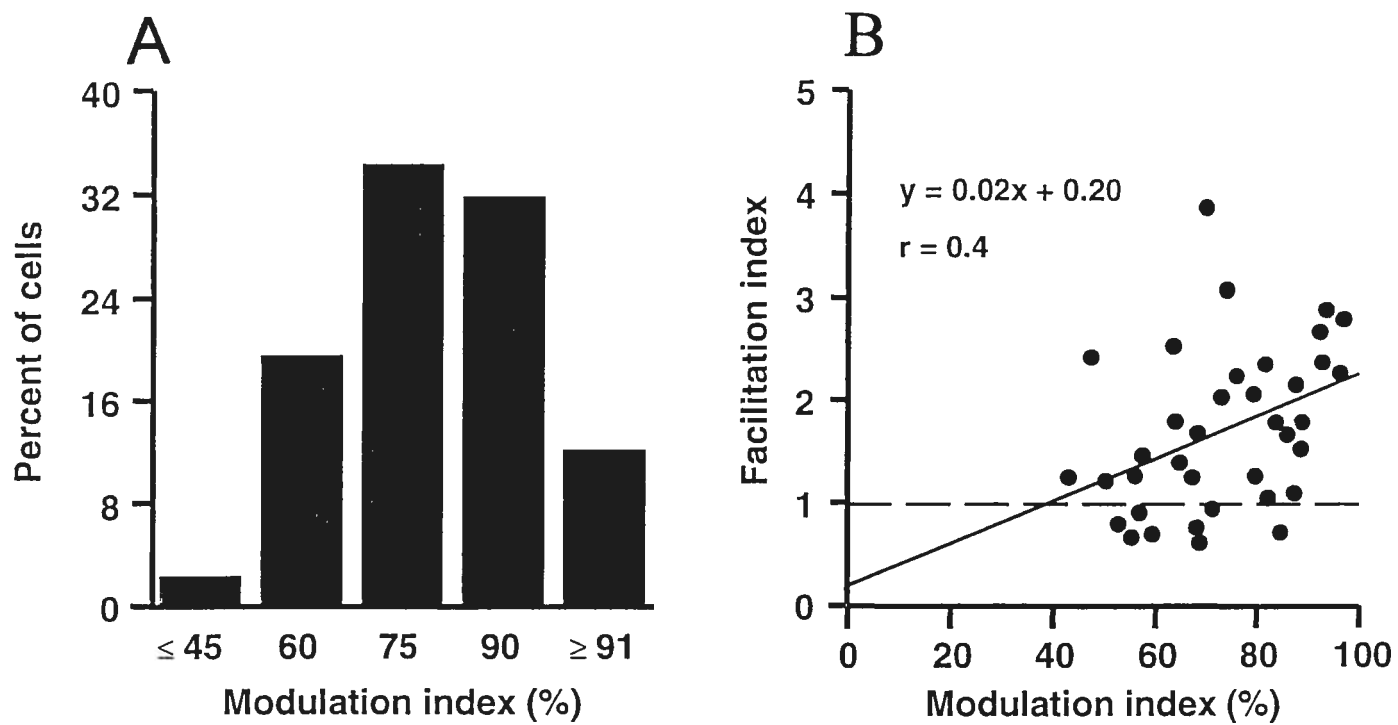 A
40
32
24
16
8
0
Percent of cells
≤ 45 60 75 90 ≥ 91
Modulation index (%)
B
5
4
3
2
1
0
Facilitation index
y = 0.02x + 0.20
r = 0.4
0 20 40 60 80 100
Modulation index (%)